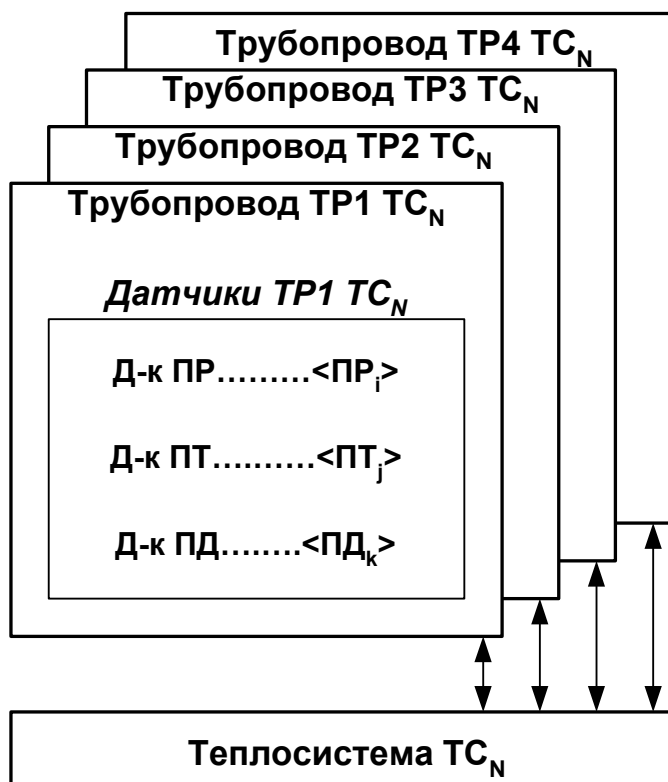 Трубопровод ТР4 ТС_N
Трубопровод ТР3 ТС_N
Трубопровод ТР2 ТС_N
Трубопровод ТР1 ТС_N
Датчики ТР1 ТС_N
Д-к ПР………<ПР_i>
Д-к ПТ……….<ПТ_j>
Д-к ПД….….<ПД_k>
Теплосистема ТС_N